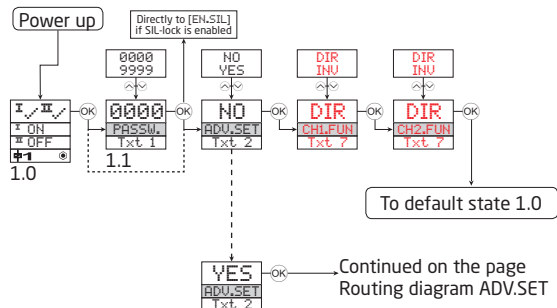 Power up
Directly to [EN.SIL]
if SIL-lock is enabled
0000
9999
NO
YES
DIR
INV
DIR
INV
I II
I ON
II OFF
1.0
OK
0000
PASSW.
Txt 1
1.1
OK
NO
ADV.SET
Txt 2
OK
DIR
CH1.FUN
Txt 7
OK
DIR
CH2.FUN
Txt 7
OK
To default state 1.0
YES
ADV.SET
Txt 2
OK
Continued on the page
Routing diagram ADV.SET